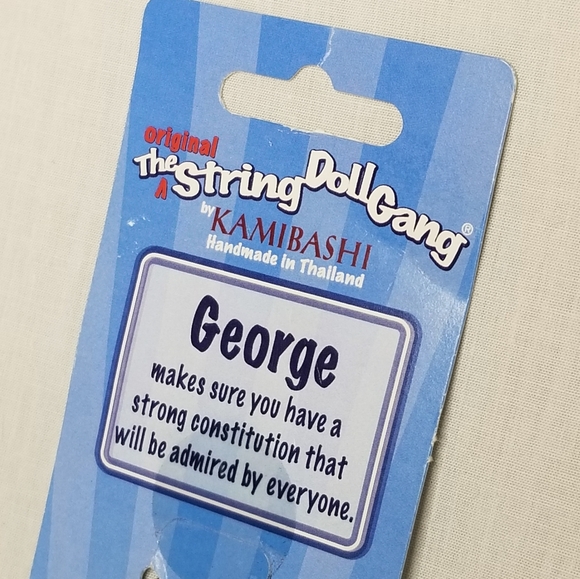 original
The String Doll Gang®
by KAMIBASHI
Handmade in Thailand
George
makes sure you have a
strong constitution that
will be admired by everyone.